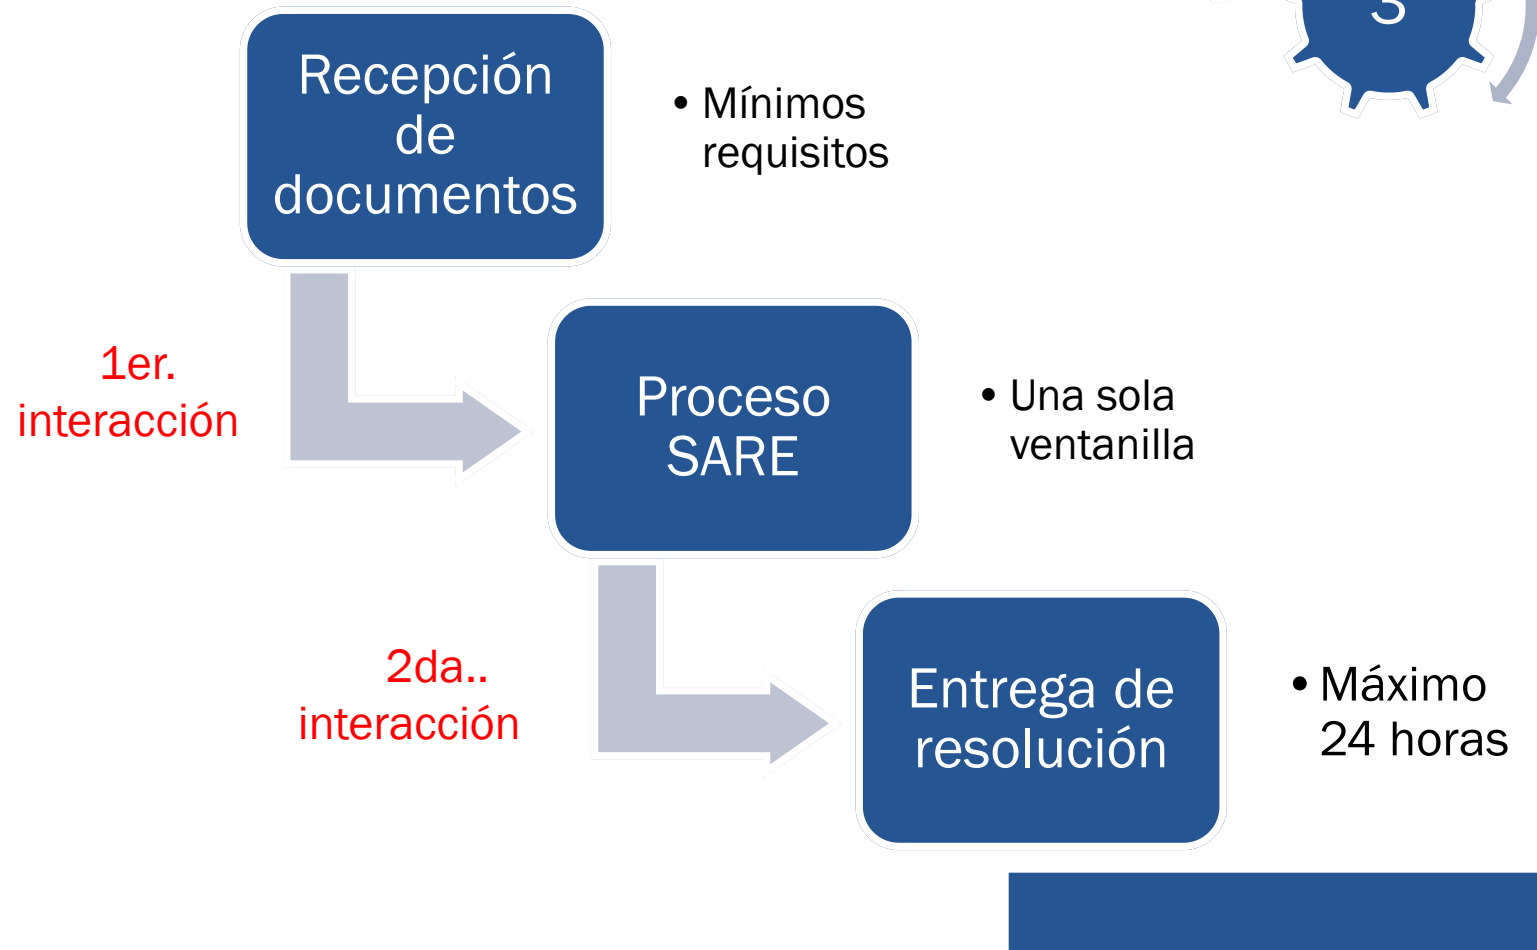 3
Recepción
de
documentos
• Mínimos
requisitos
1er.
interacción
Proceso
SARE
• Una sola
ventanilla
2da..
interacción
Entrega de
resolución
• Máximo
24 horas